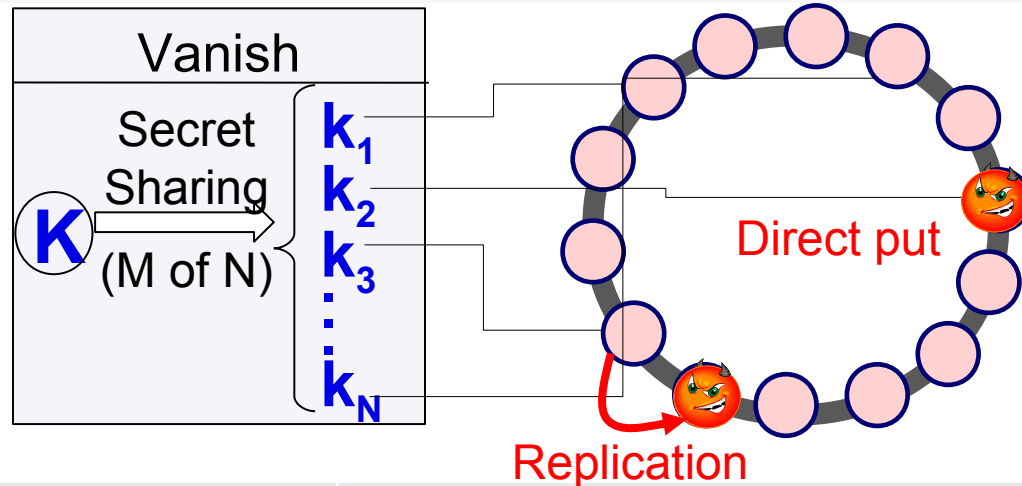 Vanish
Secret
Sharing
(M of N)
K
k1
k2
k3
kN
Direct put
Replication